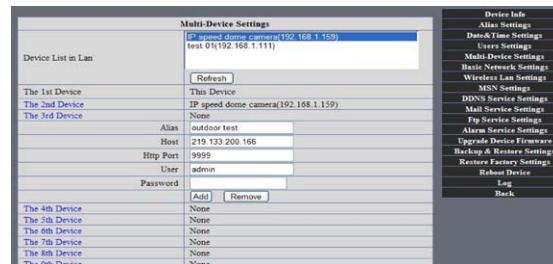 Multi-Device Settings
Device List in Lan
IP speed dome camera(192.168.1.159)
test 01(192.168.1.111)
Refresh
The 1st Device This Device
The 2nd Device IP speed dome camera(192.168.1.159)
The 3rd Device None
Alias outdoor test
Host 219.133.200.166
Http Port 9999
User admin
Password
Add Remove
The 4th Device None
The 5th Device None
The 6th Device None
The 7th Device None
The 8th Device None
The 9th Device None
Device Info
Alias Settings
Date&Time Settings
Users Settings
Multi-Device Settings
Basic Network Settings
Wireless Lan Settings
MSN Settings
DDNS Service Settings
Mail Service Settings
Ftp Service Settings
Alarm Service Settings
Upgrade Device Firmware
Backup & Restore Settings
Restore Factory Settings
Reboot Device
Log
Back